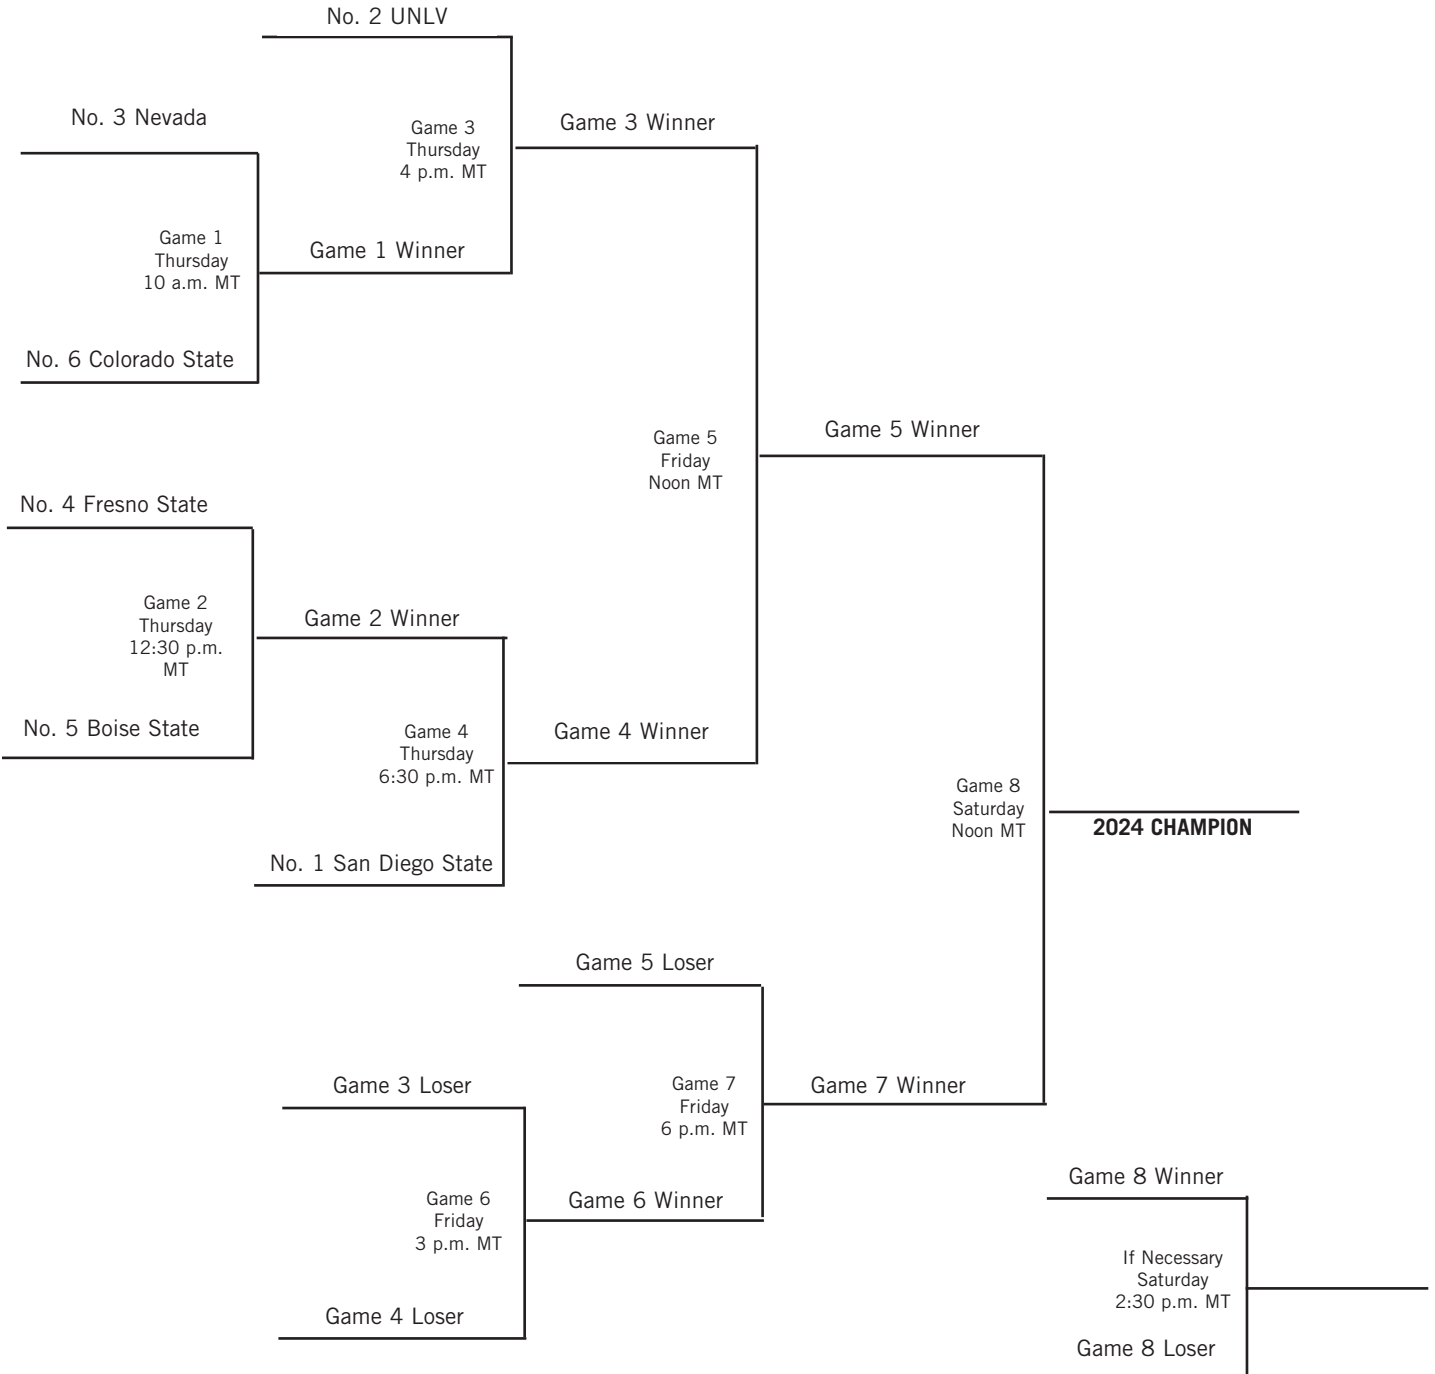 No. 2 UNLV
No. 3 Nevada
Game 3
Thursday
4 p.m. MT
Game 3 Winner
Game 1
Thursday
10 a.m. MT
Game 1 Winner
No. 6 Colorado State
Game 5
Friday
Noon MT
Game 5 Winner
No. 4 Fresno State
Game 2
Thursday
12:30 p.m.
MT
Game 2 Winner
No. 5 Boise State
Game 4
Thursday
6:30 p.m. MT
Game 4 Winner
No. 1 San Diego State
Game 8
Saturday
Noon MT
2024 CHAMPION
Game 5 Loser
Game 3 Loser
Game 7
Friday
6 p.m. MT
Game 7 Winner
Game 6
Friday
3 p.m. MT
Game 6 Winner
Game 4 Loser
Game 8 Winner
If Necessary
Saturday
2:30 p.m. MT
Game 8 Loser